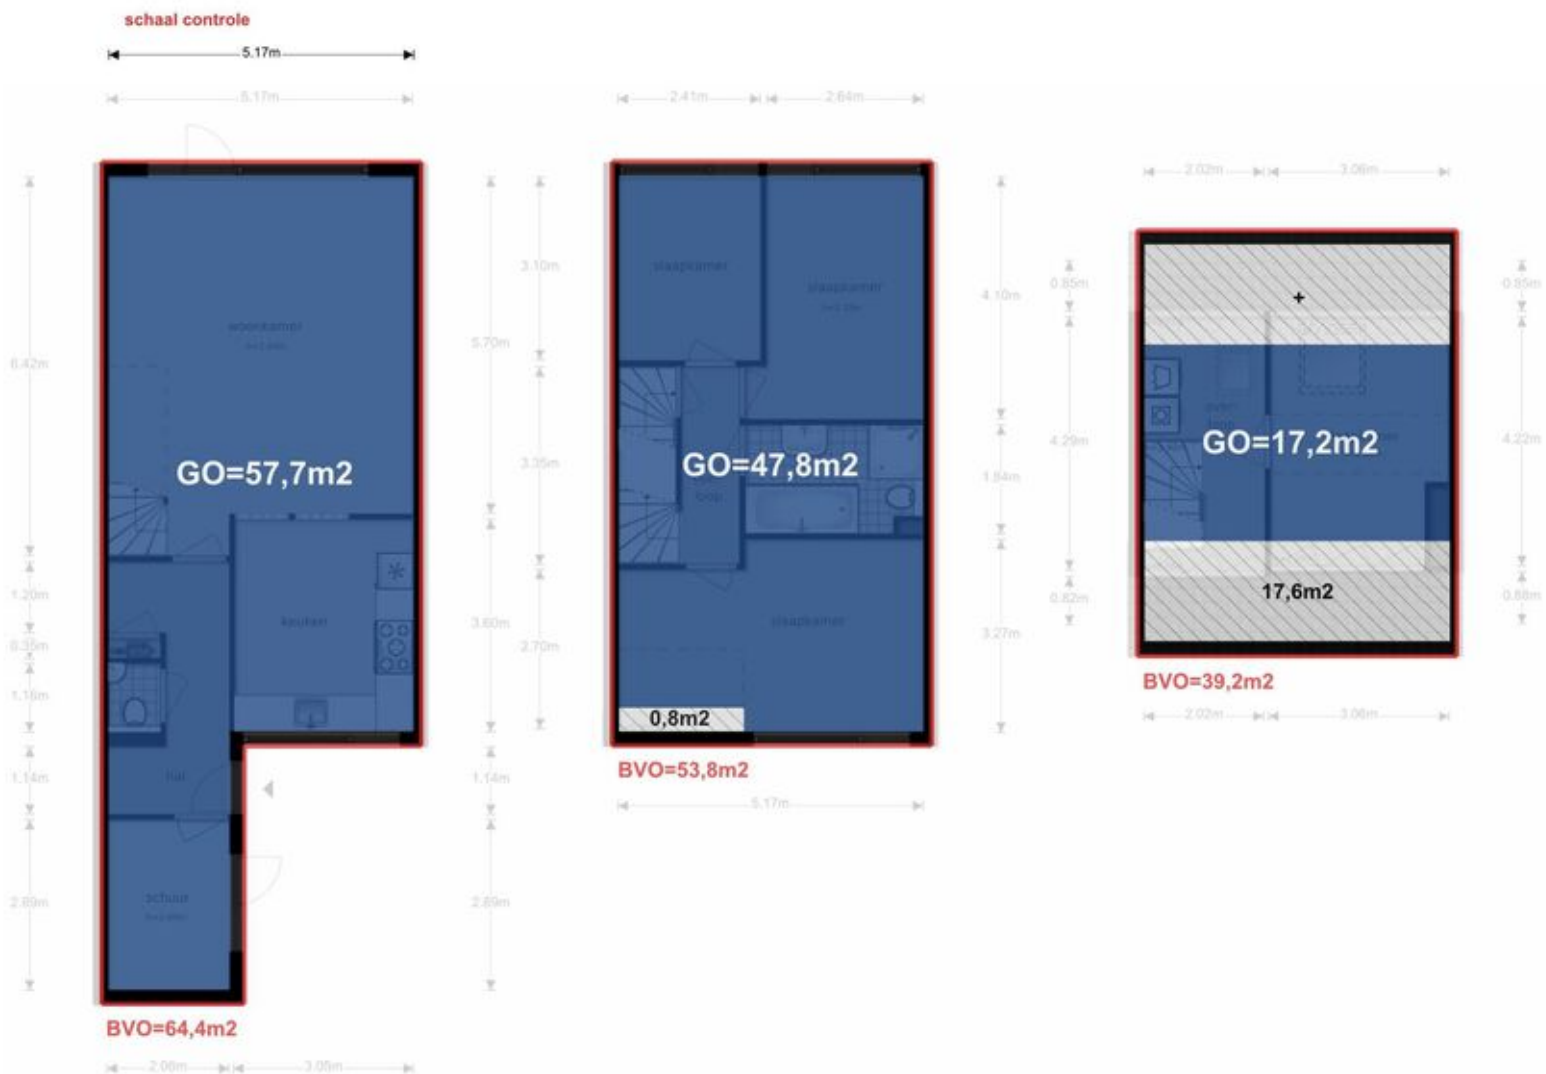 schaal controle
5.17m
5.17m
2.41m
2.64m
2.02m
3.06m
woonkamer
slaapkamer
slaapkamer
3.10m
4.10m
0.85m
0.85m
6.42m
5.70m
3.35m
4.29m
4.22m
GO=57,7m2
GO=47,8m2
GO=17,2m2
loop
1.84m
1.20m
0.35m
1.16m
keuken
3.60m
2.70m
slaapkamer
3.27m
17,6m2
0.82m
0.88m
0,8m2
BVO=39,2m2
2.02m
3.06m
BVO=53,8m2
5.17m
1.14m
hal
1.14m
2.89m
schuur
2.89m
BVO=64,4m2
2.06m
3.05m